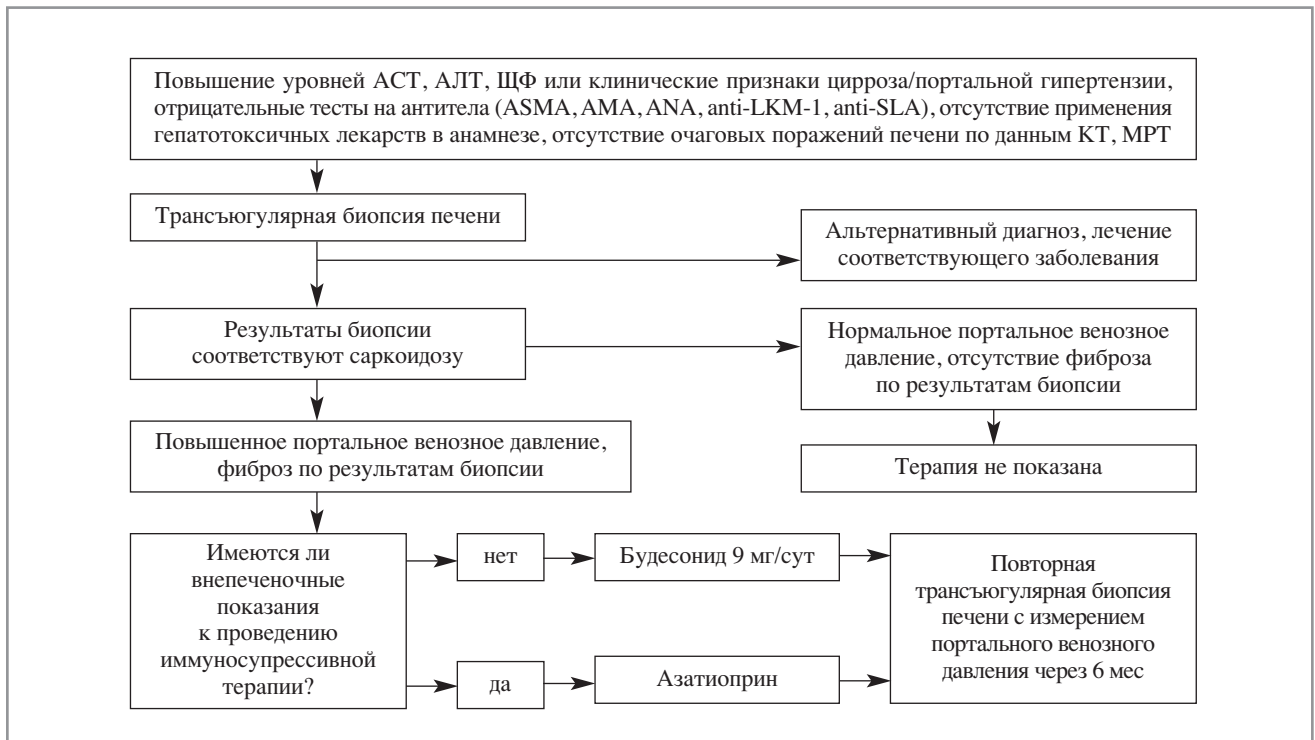 Повышение уровней АСТ, АЛТ, ЩФ или клинические признаки цирроза/портальной гипертензии,
отрицательные тесты на антитела (ASMA, AMA, ANA, anti-LKM-1, anti-SLA), отсутствие применения
гепатотоксичных лекарств в анамнезе, отсутствие очаговых поражений печени по данным КТ, МРТ
Трансъюгулярная биопсия печени
Альтернативный диагноз, лечение
соответствующего заболевания
Результаты биопсии
соответствуют саркоидозу
Нормальное портальное венозное
давление, отсутствие фиброза
по результатам биопсии
Повышенное портальное венозное давление,
фиброз по результатам биопсии
Терапия не показана
Имеются ли
внепеченочные
показания
к проведению
иммуносупрессивной
терапии?
нет
Будесонид 9 мг/сут
да
Азатиоприн
Повторная
трансъюгулярная биопсия
печени с измерением
портального венозного
давления через 6 мес